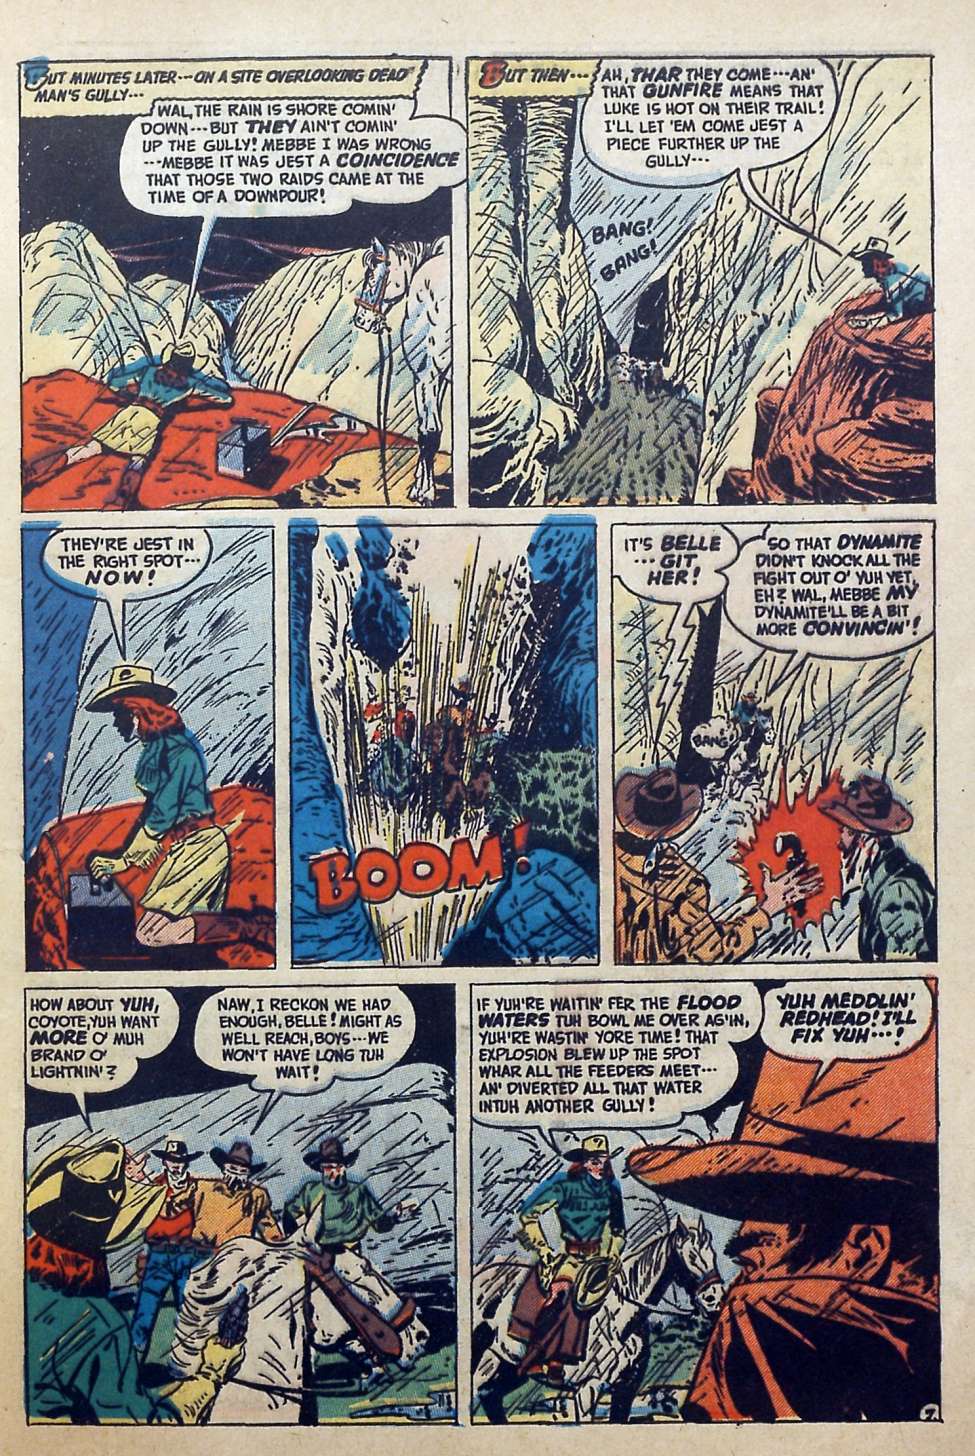 BUT MINUTES LATER---ON A SITE OVERLOOKING DEAD
MAN'S GULLY---
WAL, THE RAIN IS SHORE COMIN'
DOWN---BUT THEY AIN'T COMIN'
UP THE GULLY! MEBBE I WAS WRONG
---MEBBE IT WAS JEST A COINCIDENCE
THAT THOSE TWO RAIDS CAME AT THE
TIME OF A DOWNPOUR!
BUT THEN---
AH, THAR THEY COME---AN'
THAT GUNFIRE MEANS THAT
LUKE IS HOT ON THEIR TRAIL!
I'LL LET 'EM COME JEST A
PIECE FURTHER UP THE
GULLY---
BANG!
BANG!
THEY'RE JEST IN
THE RIGHT SPOT---
NOW!
BOOM!
IT'S BELLE
---GIT
HER!
SO THAT DYNAMITE
DIDN'T KNOCK ALL THE
FIGHT OUT O' YUH YET,
EH? WAL, MEBBE MY
DYNAMITE'LL BE A BIT
MORE CONVINCIN'!
BANG!
HOW ABOUT YUH,
COYOTE, YUH WANT
MORE O' MUH
BRAND O'
LIGHTNIN'?
NAW, I RECKON WE HAD
ENOUGH, BELLE! MIGHT AS
WELL REACH, BOYS---WE
WON'T HAVE LONG TUH
WAIT!
IF YUH'RE WAITIN' FER THE FLOOD
WATERS TUH BOWL ME OVER AG'IN,
YUH'RE WASTIN' YORE TIME! THAT
EXPLOSION BLEW UP THE SPOT
WHAR ALL THE FEEDERS MEET---
AN' DIVERTED ALL THAT WATER
INTUH ANOTHER GULLY!
YUH MEDDLIN'
REDHEAD! I'LL
FIX YUH---!
7